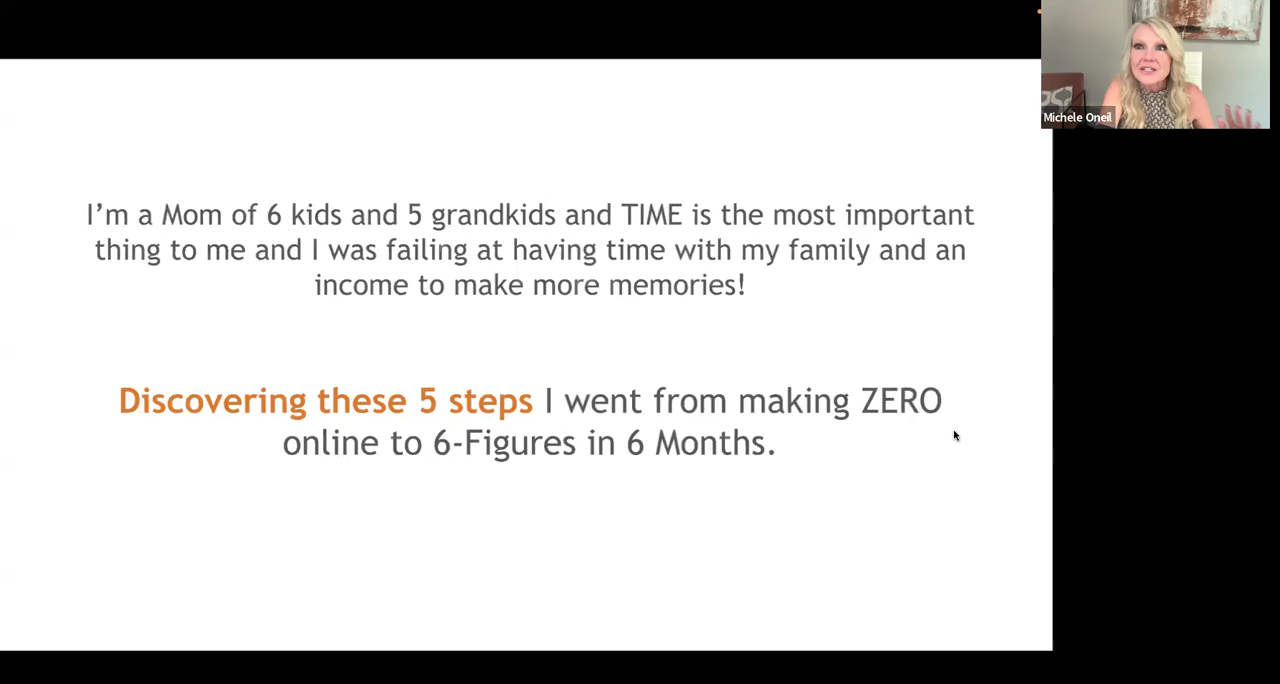 Michele Oneil
I’m a Mom of 6 kids and 5 grandkids and TIME is the most important
thing to me and I was failing at having time with my family and an
income to make more memories!
Discovering these 5 steps I went from making ZERO
online to 6-Figures in 6 Months.